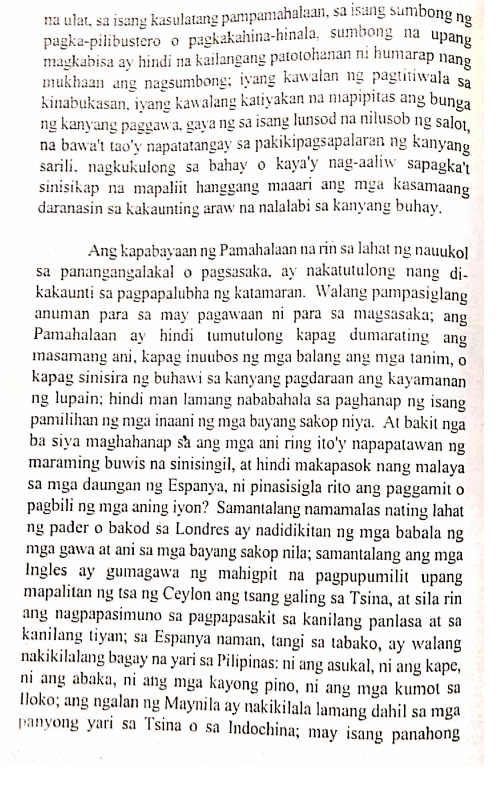 na ulat, sa isang kasulatang pampamahalaan, sa isang sumbong ng
pagka-pilibustero o pagkakahina-hinala, sumbong na upang
magkabisa ay hindi na kailangang patotohanan ni humarap nang
mukhaan ang nagsumbong; iyang kawalan ng pagtitiwala sa
kinabukasan, iyang kawalang katiyakan na mapipitas ang bunga
ng kanyang paggawa, gaya ng sa isang lunsod na nilusob ng salot,
na bawa't tao'y napatatangay sa pakikipagsapalaran ng kanyang
sarili, nagkukulong sa bahay o kaya'y nag-aaliw sapagka't
sinisikap na mapaliit hanggang maaari ang mga kasamaang
daranasin sa kakaunting araw na nalalabi sa kanyang buhay.
Ang kapabayaan ng Pamahalaan na rin sa lahat ng nauukol
sa panangangalakal o pagsasaka, ay nakatutulong nang di-
kakaunti sa pagpapalubha ng katamaran. Walang pampasiglang
anuman para sa may pagawaan ni para sa magsasaka; ang
Pamahalaan ay hindi tumutulong kapag dumarating ang
masamang ani, kapag inuubos ng mga balang ang mga tanim, o
kapag sinisira ng buhawi sa kanyang pagdaraan ang kayamanan
ng lupain; hindi man lamang nababahala sa paghanap ng isang
pamilihan ng mga inaani ng mga bayang sakop niya. At bakit nga
ba siya maghahanap sa ang mga ani ring ito'y napapatawan ng
maraming buwis na sinisingil, at hindi makapasok nang malaya
sa mga daungan ng Espanya, ni pinasisigla rito ang paggamit o
pagbili ng mga aning iyon? Samantalang namamalas nating lahat
ng pader o bakod sa Londres ay nadidikitan ng mga babala ng
mga gawa at ani sa mga bayang sakop nila; samantalang ang mga
Ingles ay gumagawa ng mahigpit na pagpupumilit upang
mapalitan ng tsa ng Ceylon ang tsang galing sa Tsina, at sila rin
ang nagpapasimuno sa pagpapasakit sa kanilang panlasa at sa
kanilang tiyan; sa Espanya naman, tangi sa tabako, ay walang
nakikilalang bagay na yari sa Pilipinas: ni ang asukal, ni ang kape,
ni ang abaka, ni ang mga kayong pino, ni ang mga kumot sa
Iloko; ang ngalan ng Maynila ay nakikilala lamang dahil sa mga
panyong yari sa Tsina o sa Indochina; may isang panahong